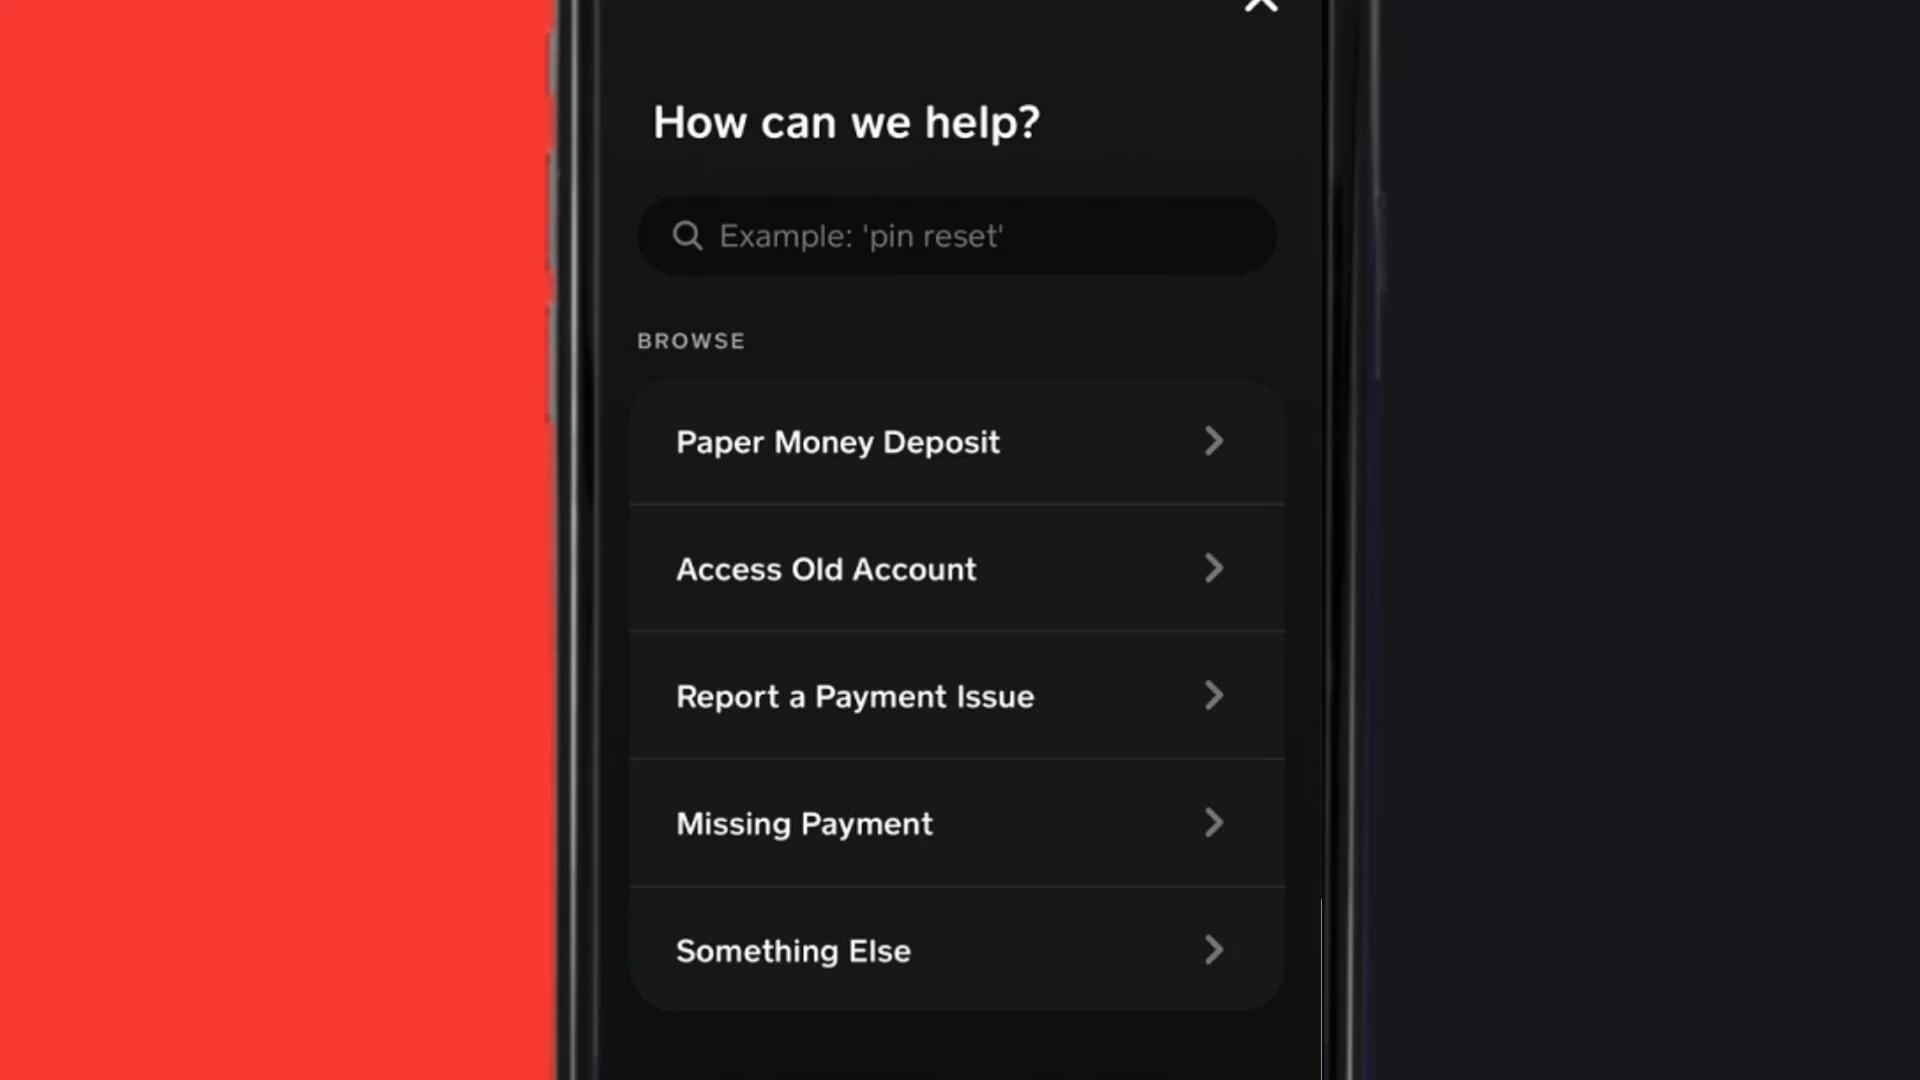 How can we help?
Example: 'pin reset'
BROWSE
Paper Money Deposit
Access Old Account
Report a Payment Issue
Missing Payment
Something Else